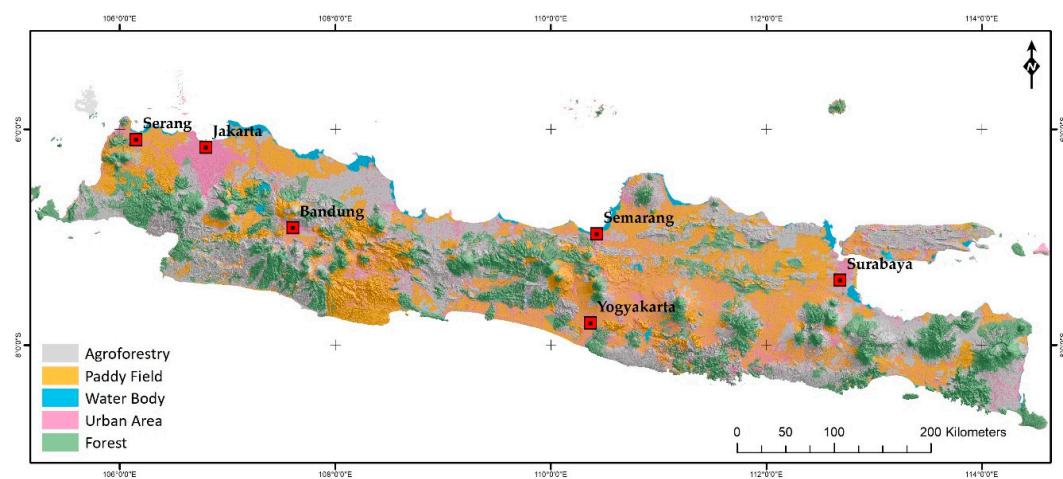 106°0'0"E 108°0'0"E 110°0'0"E 112°0'0"E 114°0'0"E
N
Serang
Jakarta
6°0'0"S
Bandung
Semarang
Surabaya
Yogyakarta
8°0'0"S
Agroforestry
Paddy Field
Water Body
Urban Area
Forest
0 50 100 200 Kilometers
106°0'0"E 108°0'0"E 110°0'0"E 112°0'0"E 114°0'0"E